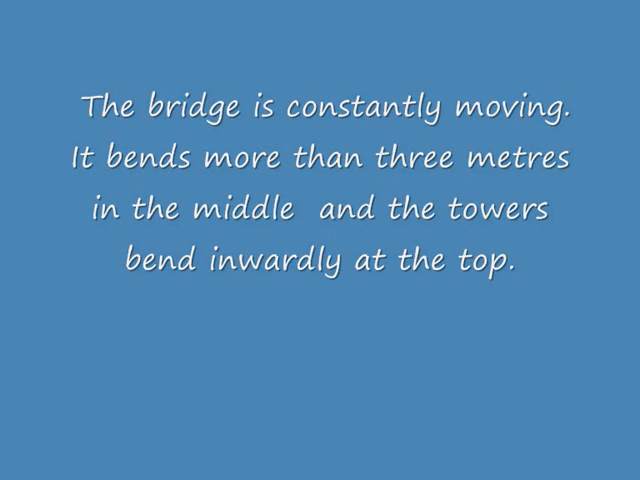 The bridge is constantly moving.
It bends more than three metres
in the middle and the towers
bend inwardly at the top.